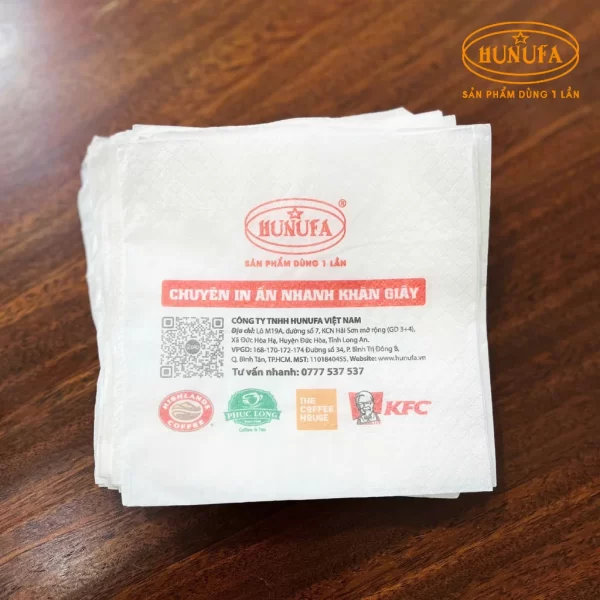 HUNUFA
SẢN PHẨM DÙNG 1 LẦN
HUNUFA®
SẢN PHẨM DÙNG 1 LẦN
CHUYÊN IN ẤN NHANH KHĂN GIẤY
CÔNG TY TNHH HUNUFA VIỆT NAM
Địa chỉ: Lô M19A, đường số 7, KCN Hải Sơn mở rộng (GD 3+4),
Xã Đức Hòa Hạ, Huyện Đức Hòa, Tỉnh Long An.
VPGD: 168-170-172-174 Đường số 34, P. Bình Trị Đông B,
Q. Bình Tân, TP.HCM. MST: 1101840455. Website: www.hunufa.vn
Tư vấn nhanh: 0777 537 537
HIGHLANDS
COFFEE
PHUC LONG
Coffee & Tea
THE
COFFEE
HOUSE
KFC